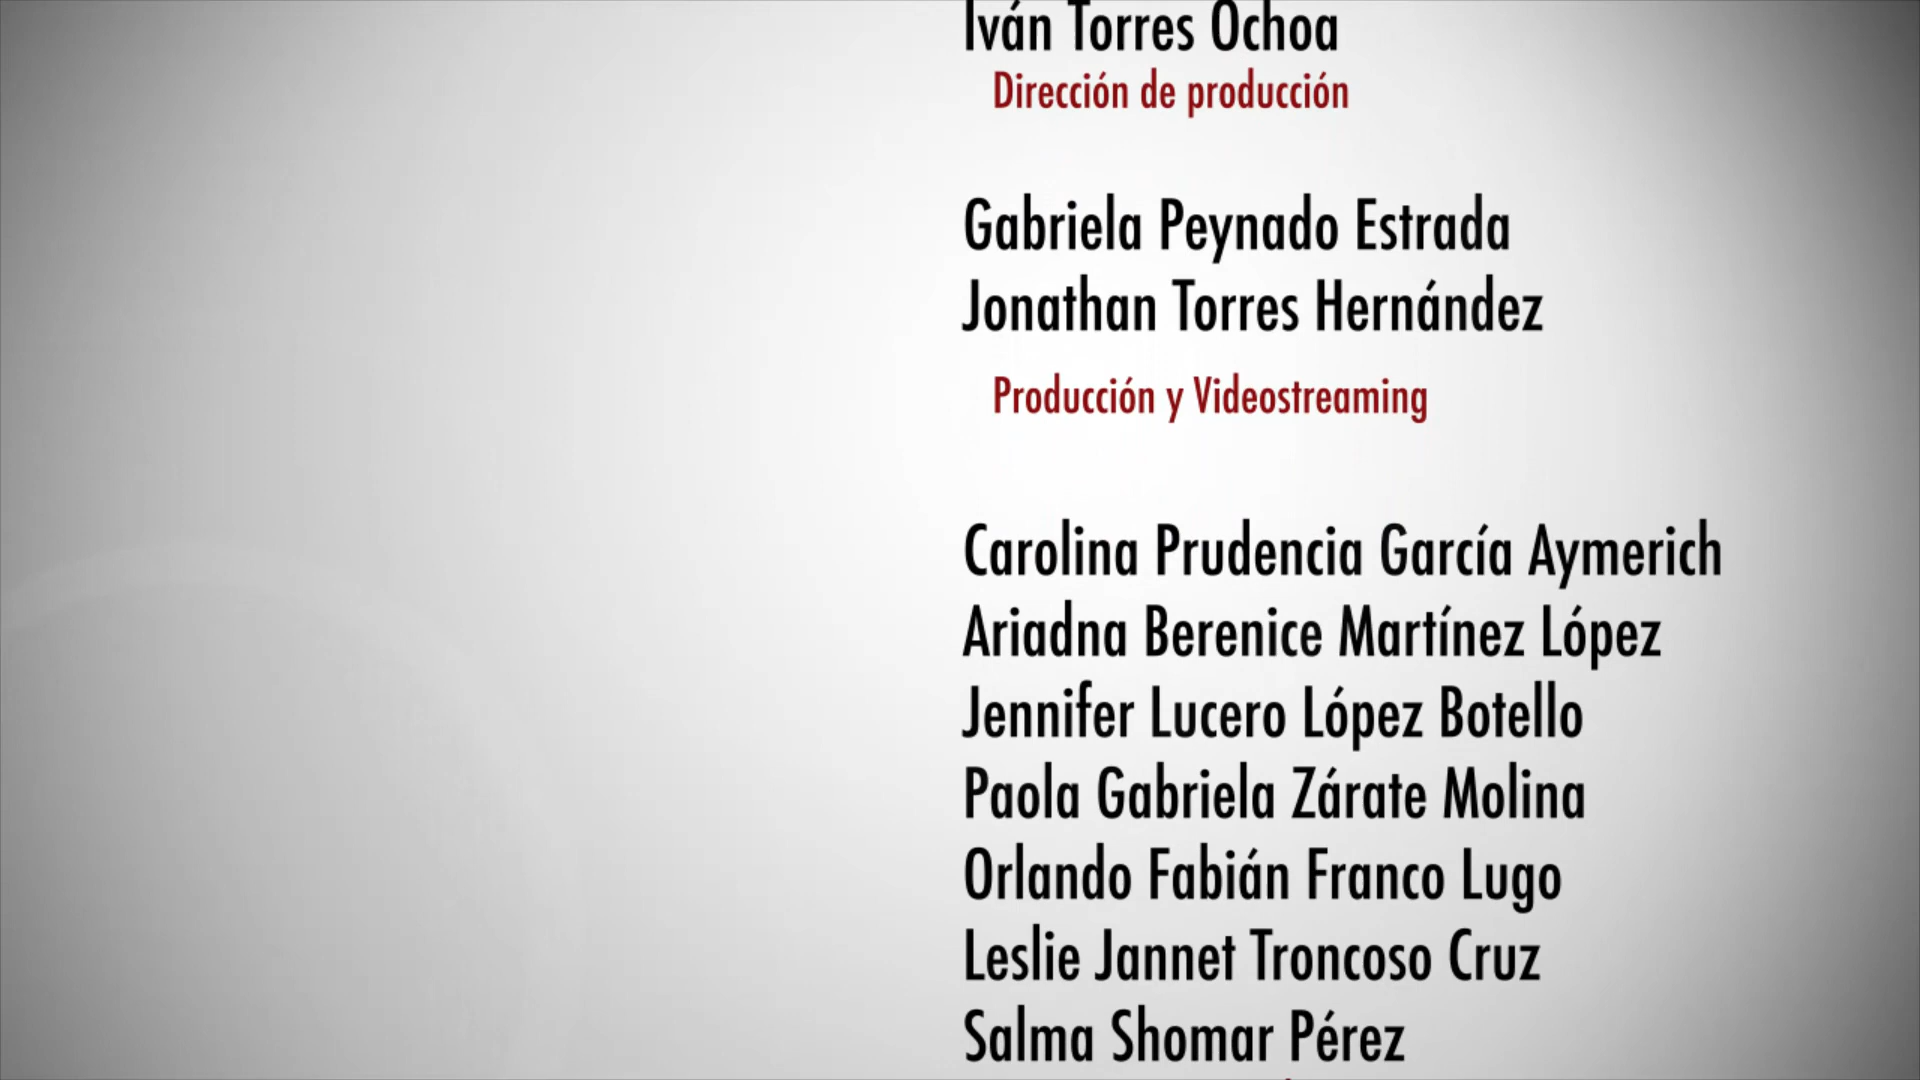 Iván Torres Ochoa
Dirección de producción
Gabriela Peynado Estrada
Jonathan Torres Hernández
Producción y Videostreaming
Carolina Prudencia García Aymerich
Ariadna Berenice Martínez López
Jennifer Lucero López Botello
Paola Gabriela Zárate Molina
Orlando Fabián Franco Lugo
Leslie Jannet Troncoso Cruz
Salma Shomar Pérez